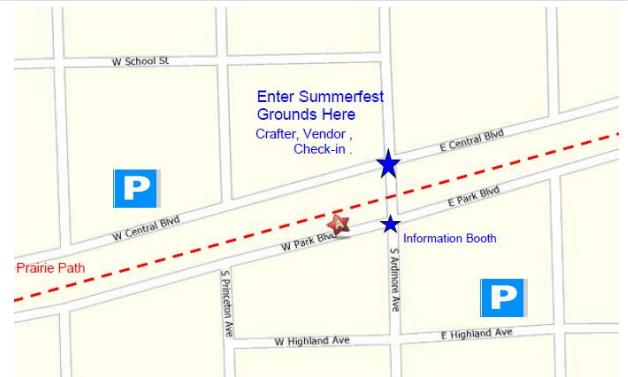 W School St
Enter Summerfest
Grounds Here
Crafter, Vendor ,
Check-in .
E Central Blvd
P
E Park Blvd
W Central Blvd
Information Booth
W Park Blvd
Prairie Path
S Princeton Ave
S Ardmore Ave
P
W Highland Ave
E Highland Ave